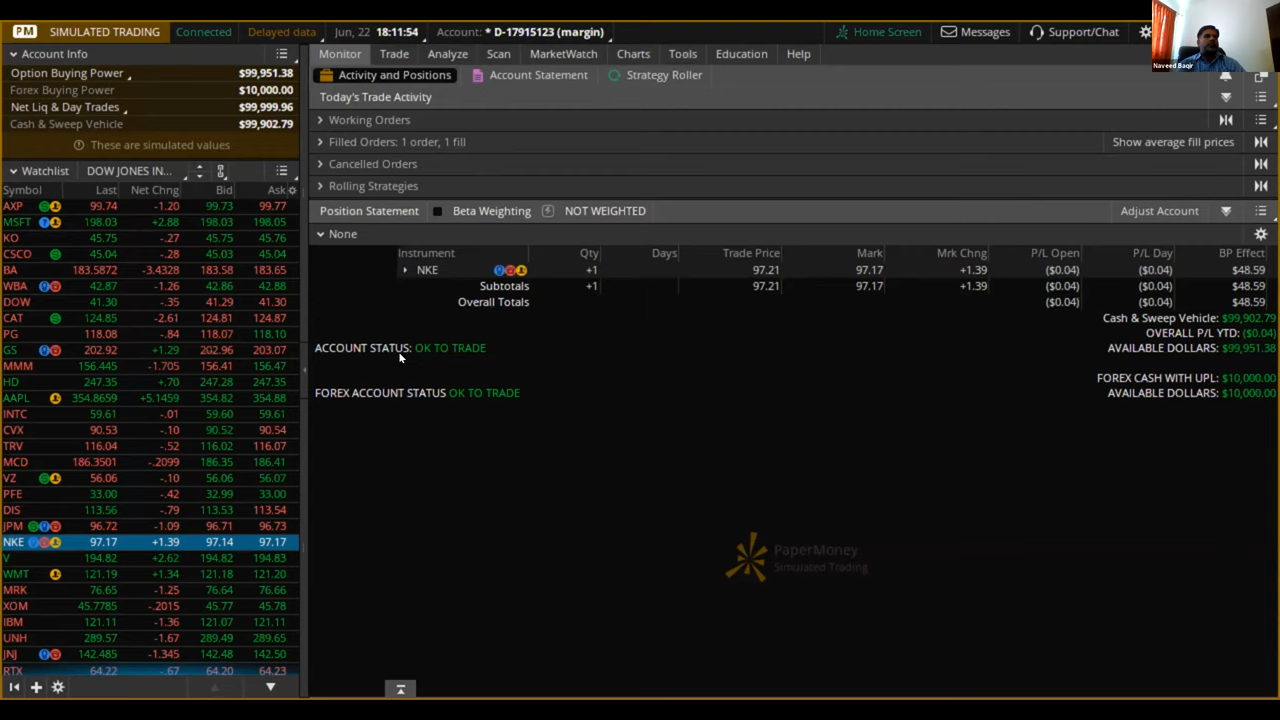 PM SIMULATED TRADING Connected Delayed data Jun, 22 18:11:54 Account: * D-17915123 (margin) Home Screen Messages Support/Chat
Naveed Baqir
Account Info
Option Buying Power $99,951.38
Forex Buying Power $10,000.00
Net Liq & Day Trades $99,999.96
Cash & Sweep Vehicle $99,902.79
These are simulated values
Watchlist DOW JONES IN...
Symbol Last Net Chng Bid Ask
AXP 99.74 -1.20 99.73 99.77
MSFT 198.03 +2.88 198.03 198.05
KO 45.75 -.27 45.75 45.76
CSCO 45.04 -.28 45.03 45.04
BA 183.5872 -3.4328 183.58 183.65
WBA 42.87 -1.26 42.86 42.88
DOW 41.30 -.35 41.29 41.30
CAT 124.85 -2.61 124.81 124.87
PG 118.08 -.84 118.07 118.10
GS 202.92 +1.29 202.96 203.07
MMM 156.445 -1.705 156.41 156.47
HD 247.35 +.70 247.28 247.35
AAPL 354.8659 +5.1459 354.82 354.88
INTC 59.61 -.01 59.60 59.61
CVX 90.53 -.10 90.52 90.54
TRV 116.04 -.52 116.02 116.07
MCD 186.3501 -.2099 186.35 186.41
VZ 56.06 -.10 56.06 56.07
PFE 33.00 -.42 32.99 33.00
DIS 113.56 -.79 113.53 113.54
JPM 96.72 -1.09 96.71 96.73
NKE 97.17 +1.39 97.14 97.17
V 194.82 +2.62 194.82 194.83
WMT 121.19 +1.34 121.18 121.20
MRK 76.65 -1.25 76.64 76.66
XOM 45.7785 -.2015 45.77 45.78
IBM 121.11 -1.36 121.07 121.11
UNH 289.57 -1.67 289.49 289.65
JNJ 142.485 -1.345 142.48 142.50
RTX 64.22 -.67 64.20 64.23
Monitor Trade Analyze Scan MarketWatch Charts Tools Education Help
Activity and Positions Account Statement Strategy Roller
Today's Trade Activity
Working Orders
Filled Orders: 1 order, 1 fill Show average fill prices
Cancelled Orders
Rolling Strategies
Position Statement Beta Weighting NOT WEIGHTED Adjust Account
None
Instrument Qty Days Trade Price Mark Mrk Chng P/L Open P/L Day BP Effect
NKE +1 97.21 97.17 +1.39 ($0.04) ($0.04) $48.59
Subtotals +1 97.21 97.17 +1.39 ($0.04) ($0.04) $48.59
Overall Totals ($0.04) ($0.04) $48.59
Cash & Sweep Vehicle: $99,902.79
OVERALL P/L YTD: ($0.04)
ACCOUNT STATUS: OK TO TRADE AVAILABLE DOLLARS: $99,951.38
FOREX CASH WITH UPL: $10,000.00
FOREX ACCOUNT STATUS OK TO TRADE AVAILABLE DOLLARS: $10,000.00
PaperMoney
Simulated Trading